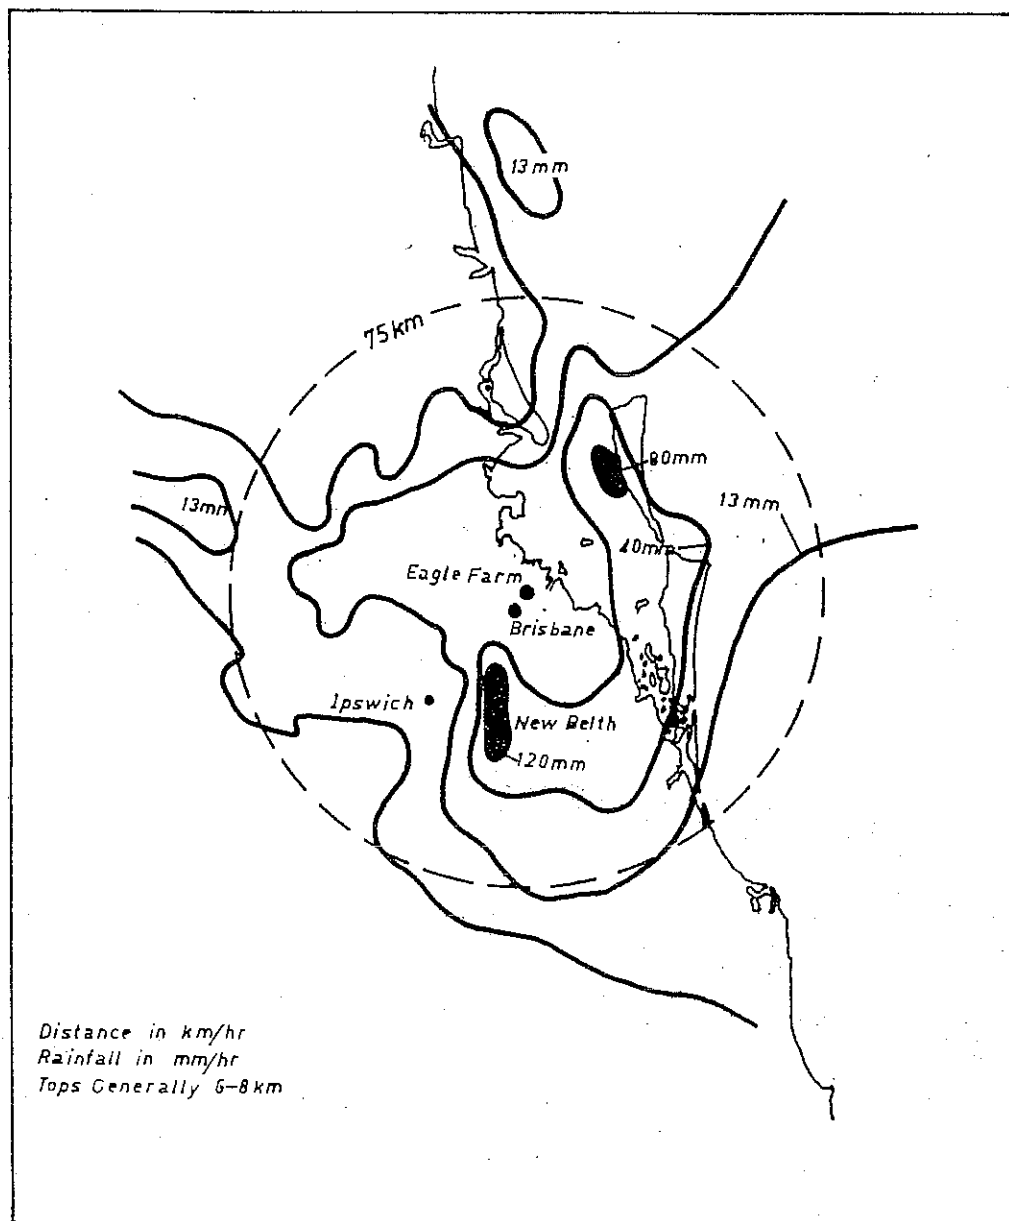 13mm
75km
80mm
13mm
13mm
40mm
Eagle Farm
Brisbane
Ipswich
New Belth
120mm
Distance in km/hr
Rainfall in mm/hr
Tops Generally 6-8km